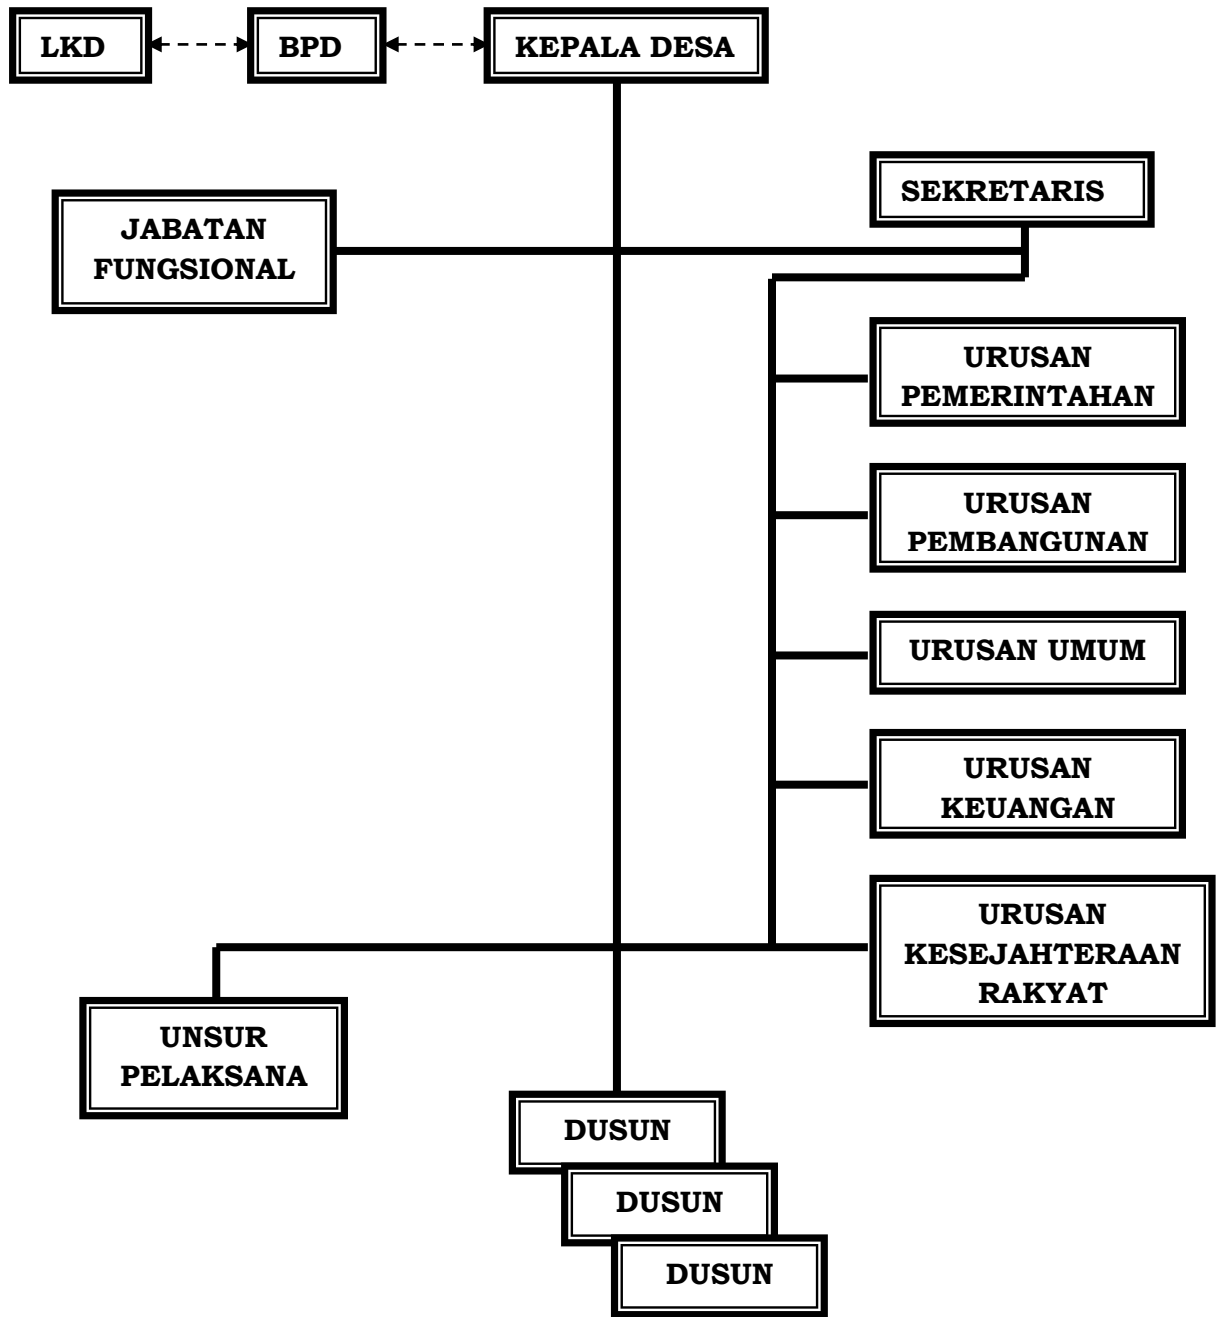 LKD
BPD
KEPALA DESA
SEKRETARIS
JABATAN
FUNGSIONAL
URUSAN
PEMERINTAHAN
URUSAN
PEMBANGUNAN
URUSAN UMUM
URUSAN
KEUANGAN
URUSAN
KESEJAHTERAAN
RAKYAT
UNSUR
PELAKSANA
DUSUN
DUSUN
DUSUN